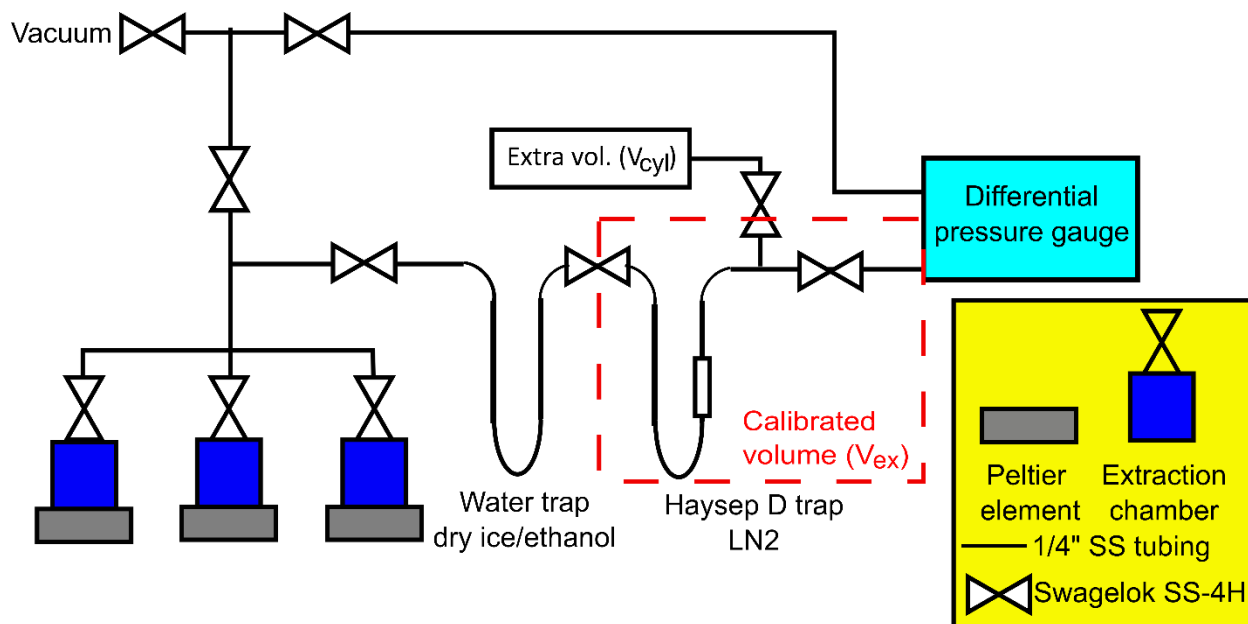 Vacuum
Extra vol. (Vcyl)
Differential
pressure gauge
Calibrated
volume (Vex)
Water trap
dry ice/ethanol
Haysep D trap
LN2
Peltier
element
Extraction
chamber
1/4" SS tubing
Swagelok SS-4H